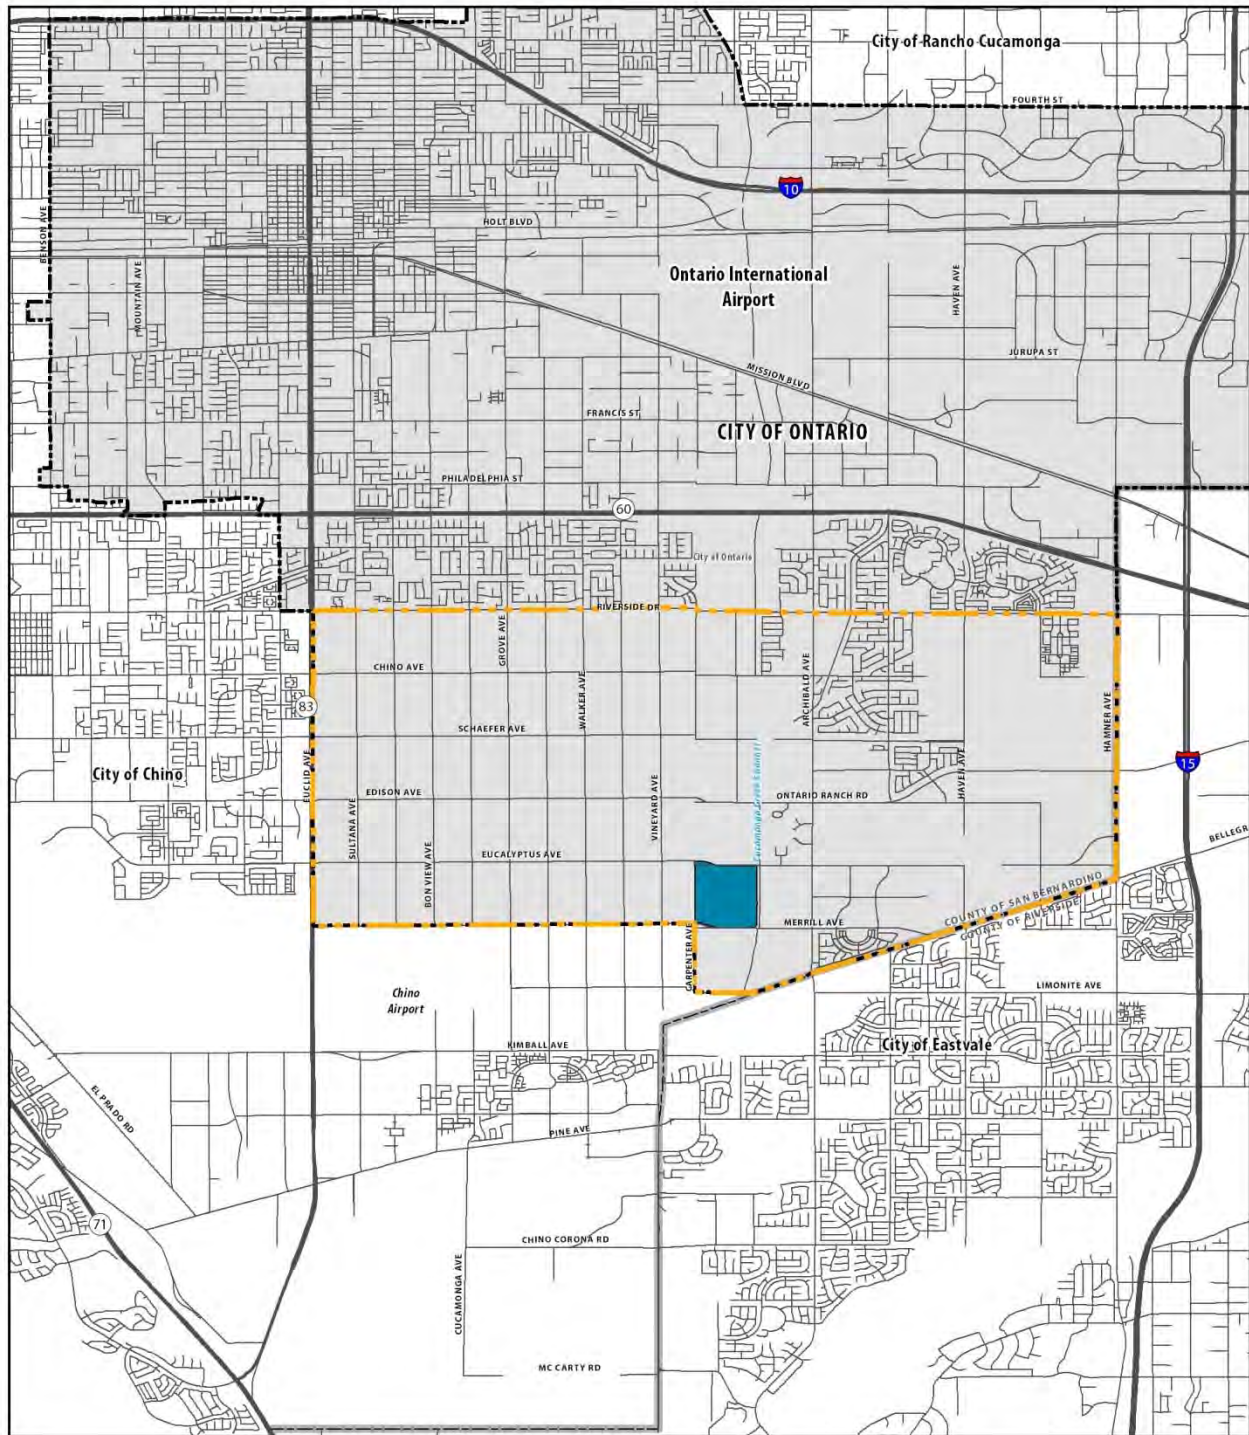 City of Rancho Cucamonga
FOURTH ST
10
BENSON AVE
HOLT BLVD
MOUNTAIN AVE
Ontario International
Airport
HAVEN AVE
JURUPA ST
MISSION BLVD
FRANCIS ST
CITY OF ONTARIO
PHILADELPHIA ST
60
City of Ontario
RIVERSIDE DR
GROVE AVE
CHINO AVE
WALKER AVE
ARCHIBALD AVE
HAMNER AVE
83
SCHAEFER AVE
EUCLID AVE
City of Chino
15
HAVEN AVE
Cucamonga Creek Channel
EDISON AVE
ONTARIO RANCH RD
SULTANA AVE
VINEYARD AVE
BON VIEW AVE
EUCALYPTUS AVE
BELLEGR
COUNTY OF SAN BERNARDINO
COUNTY OF RIVERSIDE
MERRILL AVE
CARPENTER AVE
Chino
Airport
LIMONITE AVE
KIMBALL AVE
City of Eastvale
EL PRADO RD
PINE AVE
71
CHINO CORONA RD
CUCAMONGA AVE
MC CARTY RD